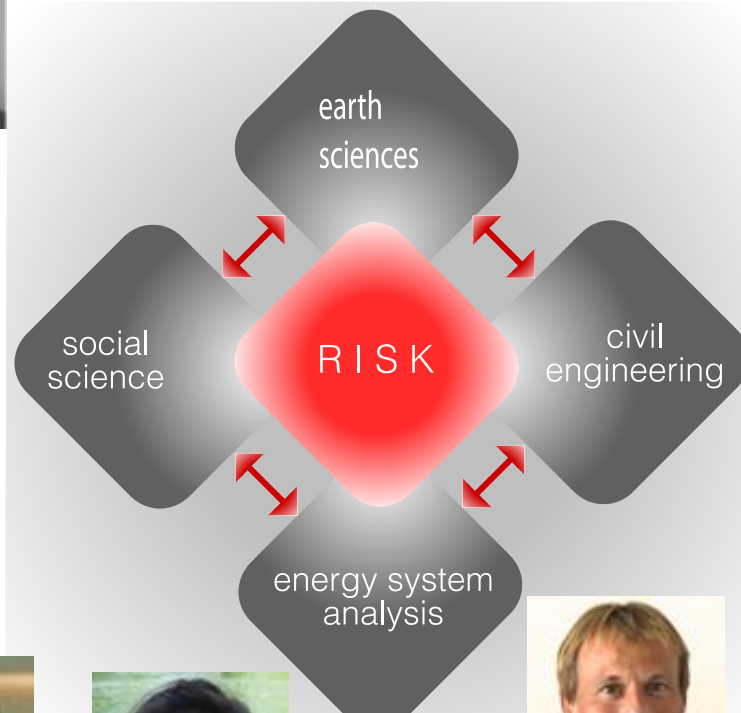 earth
sciences
social
science
R I S K
civil
engineering
energy system
analysis